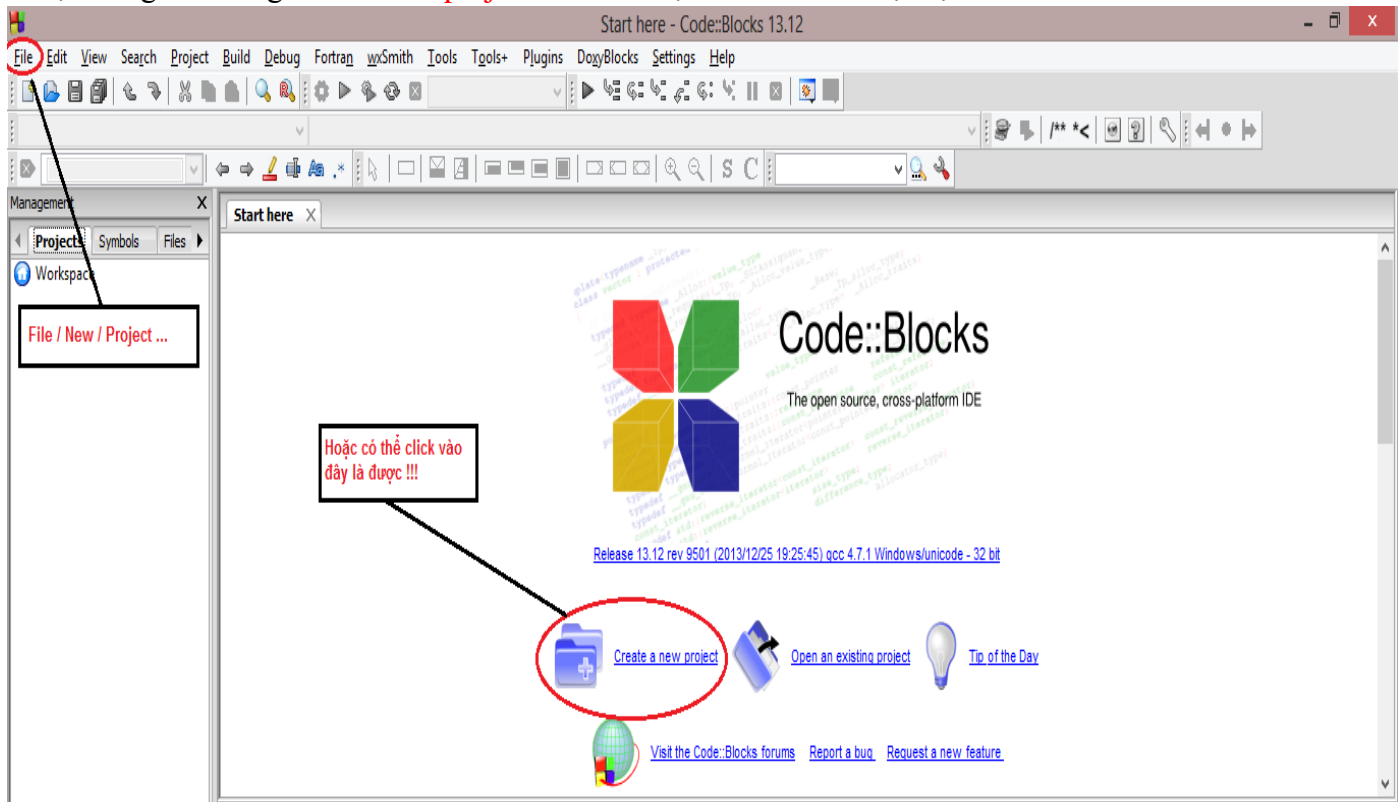 Start here - Code::Blocks 13.12
File Edit View Search Project Build Debug Fortran wxSmith Tools Tools+ Plugins DoxyBlocks Settings Help
/** *<
S C
Management X
Projects Symbols Files
Workspace
Start here X
File / New / Project ...
Code::Blocks
The open source, cross-platform IDE
Hoặc có thể click vào
đây là được !!!
Release 13.12 rev 9501 (2013/12/25 19:25:45) gcc 4.7.1 Windows/unicode - 32 bit
Create a new project Open an existing project Tip of the Day
Visit the Code::Blocks forums Report a bug Request a new feature